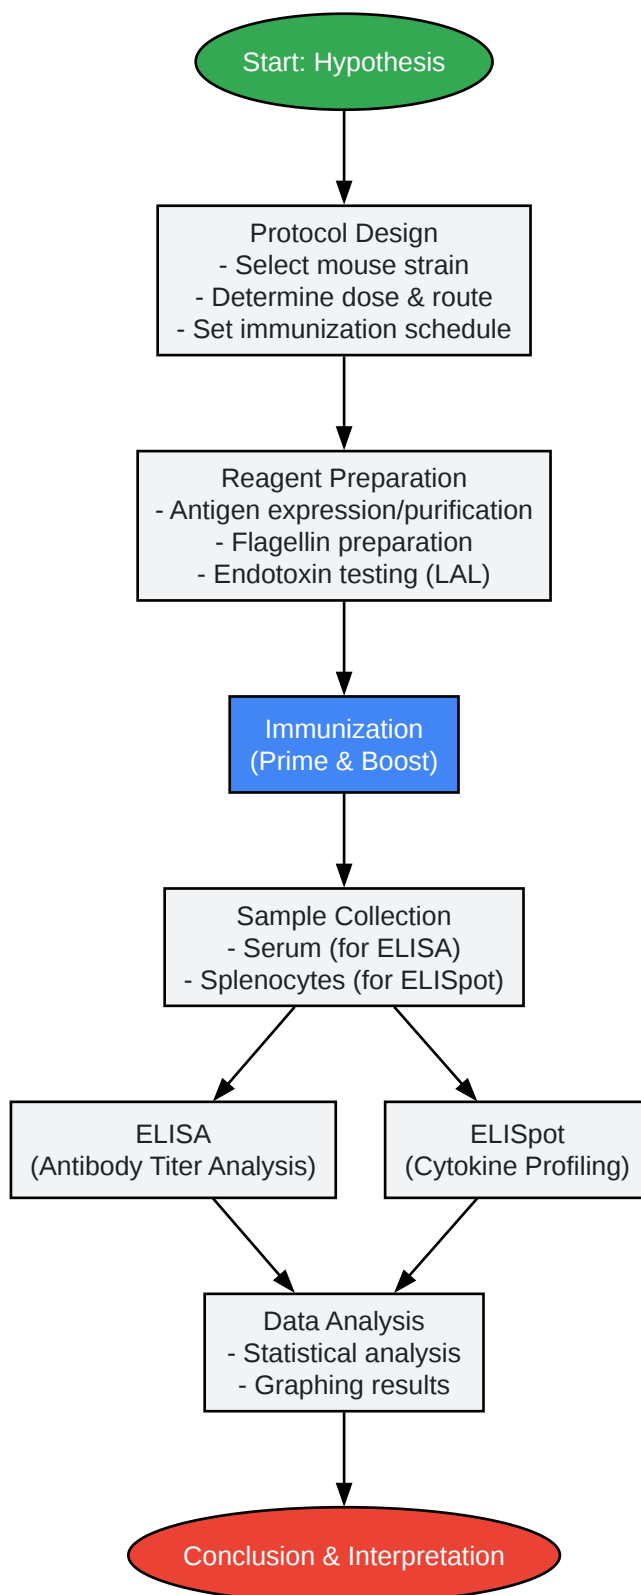 Start: Hypothesis
Protocol Design
- Select mouse strain
- Determine dose & route
- Set immunization schedule
Reagent Preparation
- Antigen expression/purification
- Flagellin preparation
- Endotoxin testing (LAL)
Immunization
(Prime & Boost)
Sample Collection
- Serum (for ELISA)
- Splenocytes (for ELISpot)
ELISA
(Antibody Titer Analysis)
ELISpot
(Cytokine Profiling)
Data Analysis
- Statistical analysis
- Graphing results
Conclusion & Interpretation